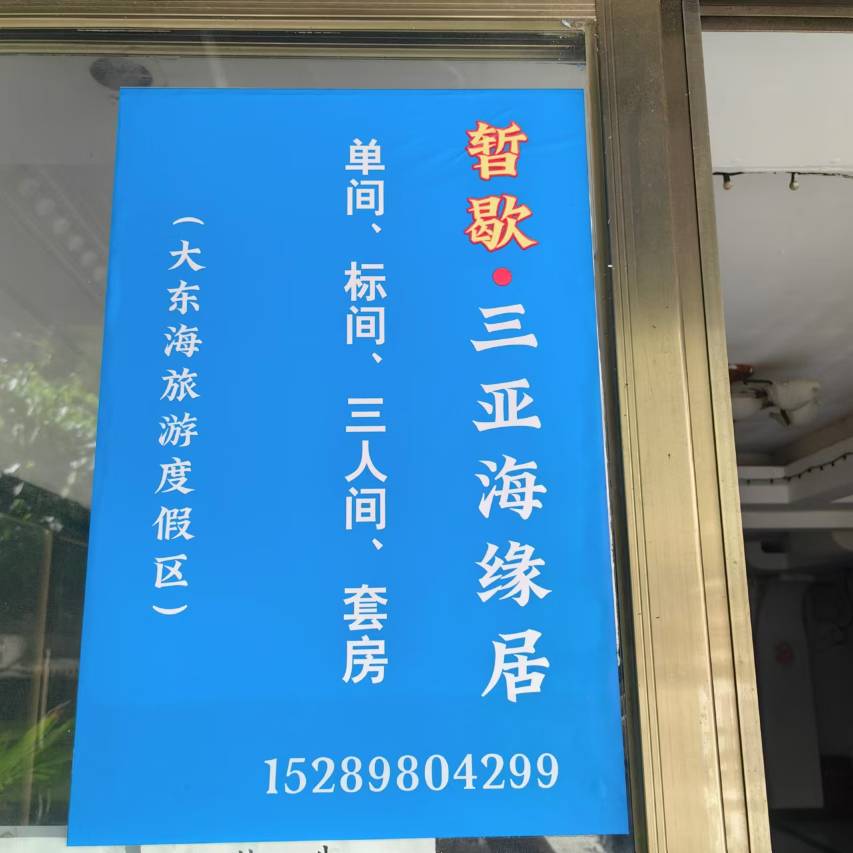 暂歇·三亚海缘居
单间、标间、三人间、套房
(大东海旅游度假区)
15289804299